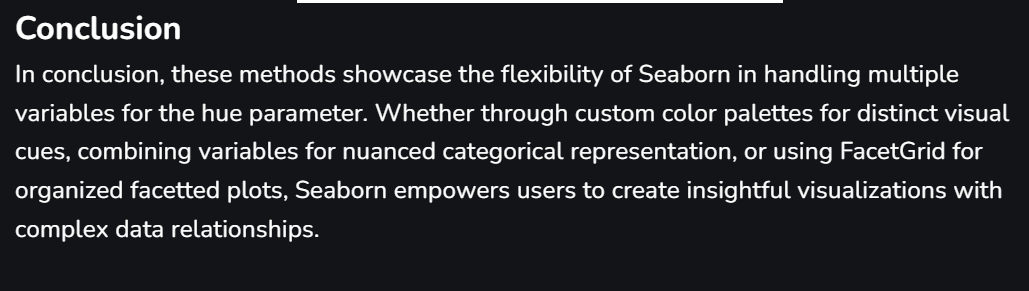 Conclusion
In conclusion, these methods showcase the flexibility of Seaborn in handling multiple
variables for the hue parameter. Whether through custom color palettes for distinct visual
cues, combining variables for nuanced categorical representation, or using FacetGrid for
organized facetted plots, Seaborn empowers users to create insightful visualizations with
complex data relationships.